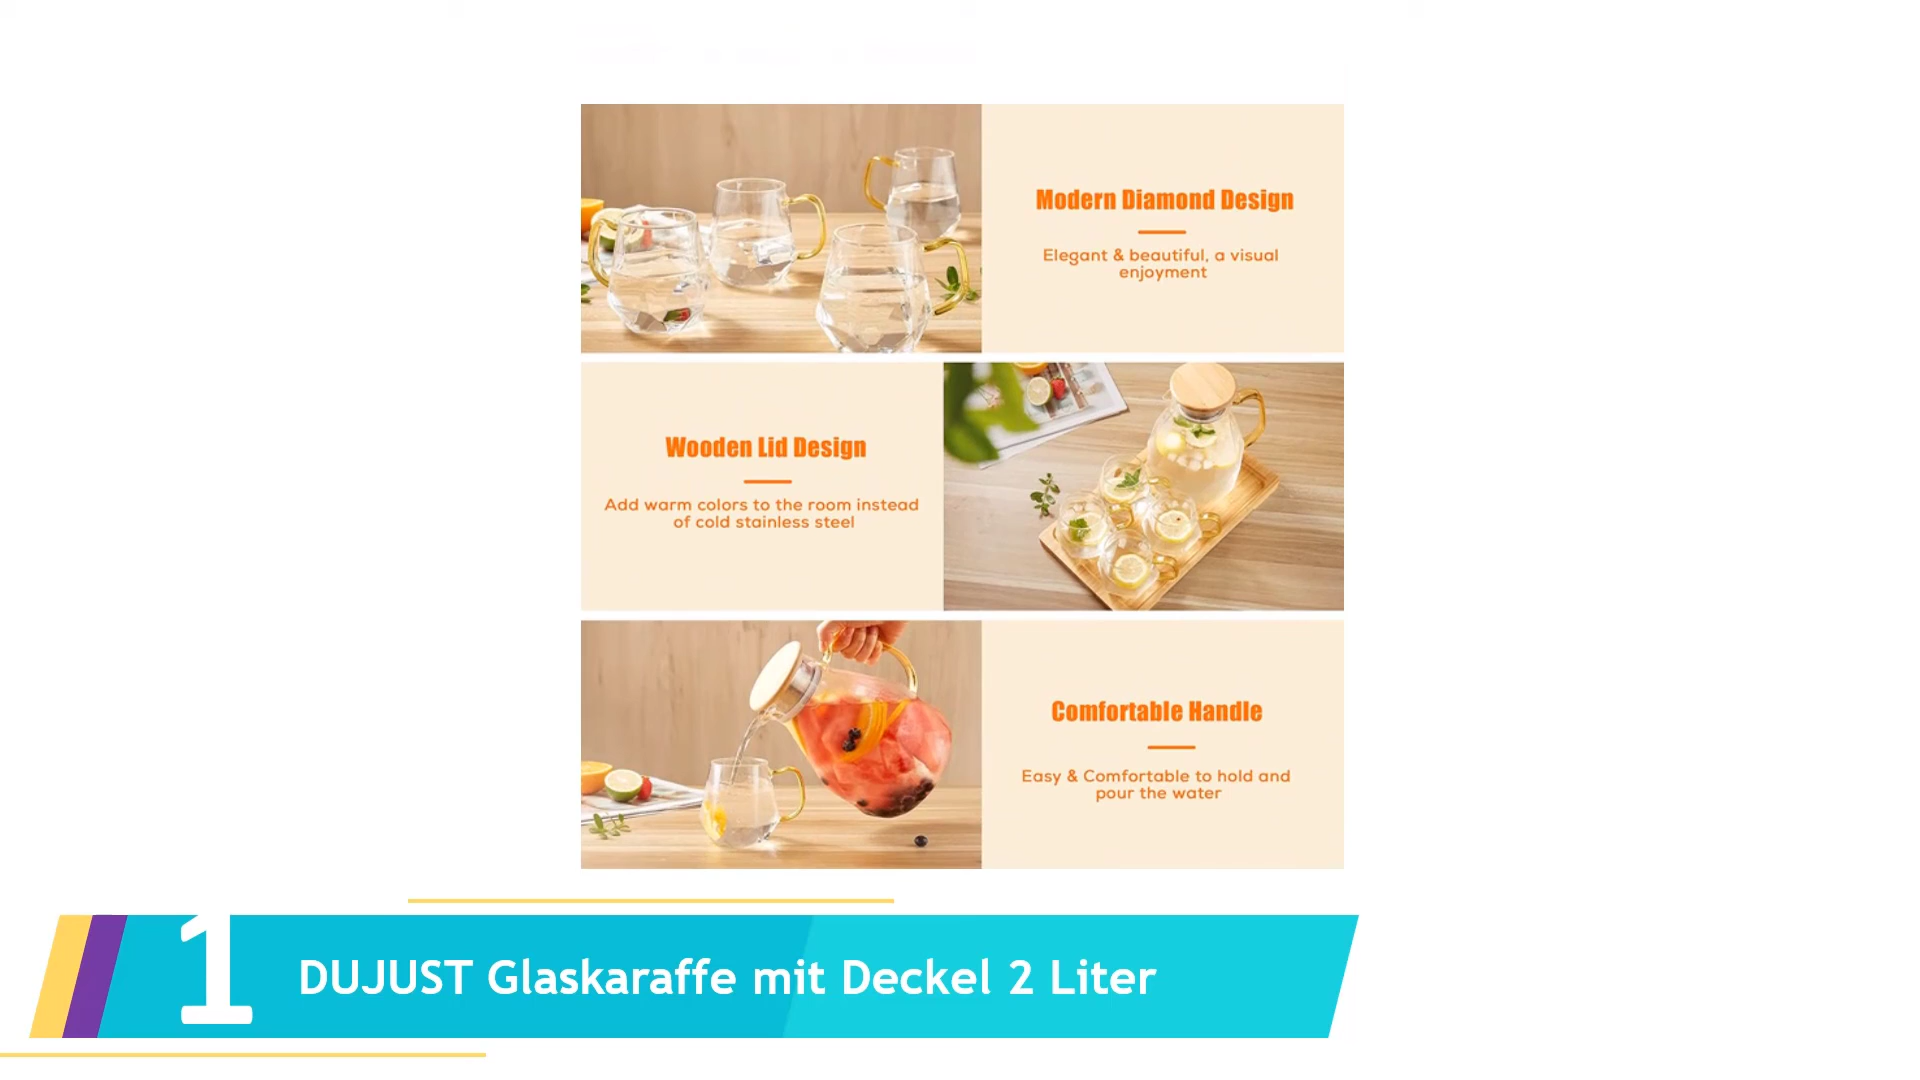 Modern Diamond Design
Elegant & beautiful, a visual
enjoyment
Wooden Lid Design
Add warm colors to the room instead
of cold stainless steel
Comfortable Handle
Easy & Comfortable to hold and
pour the water
1
DUJUST Glaskaraffe mit Deckel 2 Liter